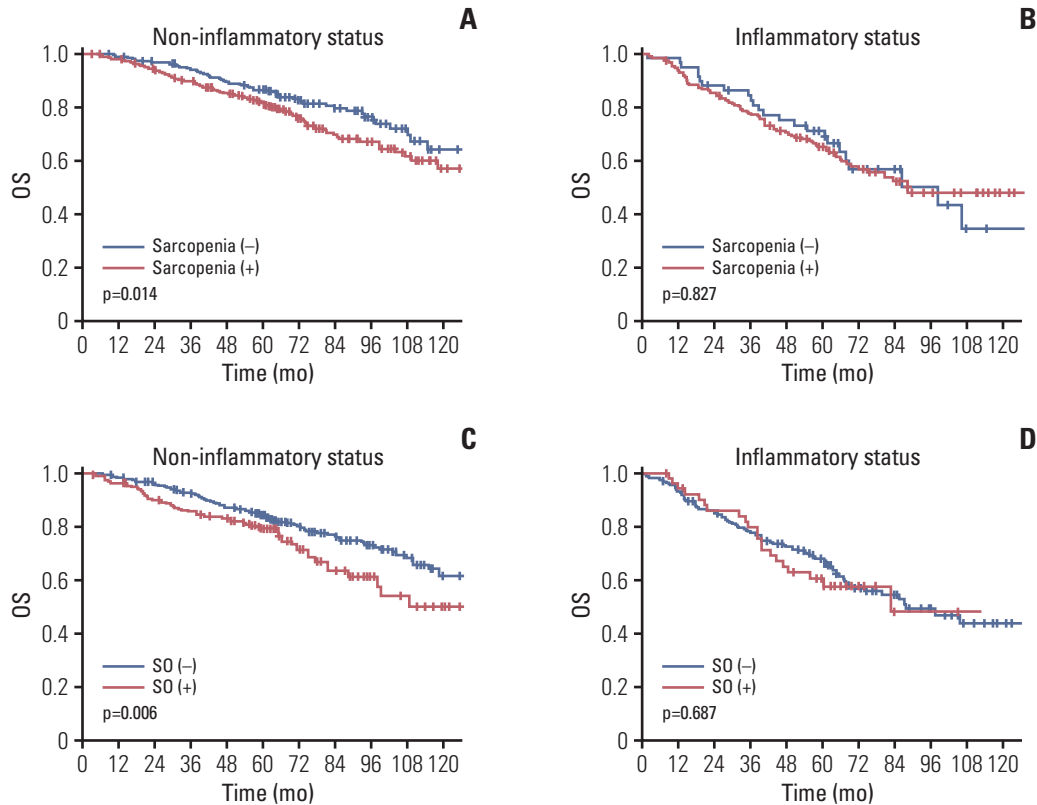 A
Non-inflammatory status
1.0
0.8
0.6
0.4
0.2
0
OS
Sarcopenia (–)
Sarcopenia (+)
p=0.014
0 12 24 36 48 60 72 84 96 108 120
Time (mo)
B
Inflammatory status
1.0
0.8
0.6
0.4
0.2
0
OS
Sarcopenia (–)
Sarcopenia (+)
p=0.827
0 12 24 36 48 60 72 84 96 108 120
Time (mo)
C
Non-inflammatory status
1.0
0.8
0.6
0.4
0.2
0
OS
SO (–)
SO (+)
p=0.006
0 12 24 36 48 60 72 84 96 108 120
Time (mo)
D
Inflammatory status
1.0
0.8
0.6
0.4
0.2
0
OS
SO (–)
SO (+)
p=0.687
0 12 24 36 48 60 72 84 96 108 120
Time (mo)